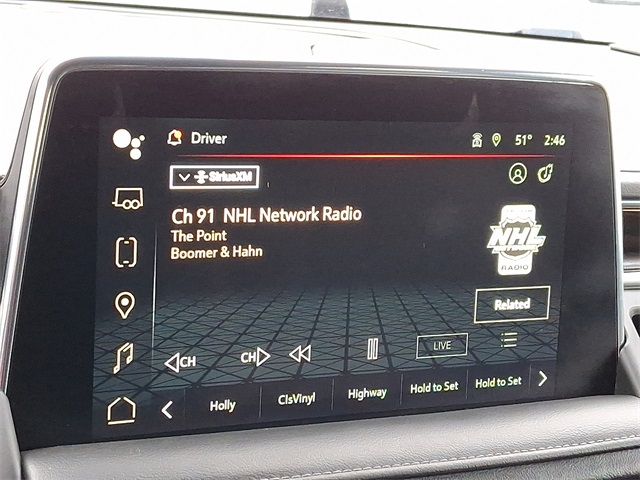 Driver 51° 2:46
SiriusXM
Ch 91 NHL Network Radio
The Point
Boomer & Hahn
NHL
NETWORK
RADIO
Related
CH CH LIVE
Holly ClsVinyl Highway Hold to Set Hold to Set